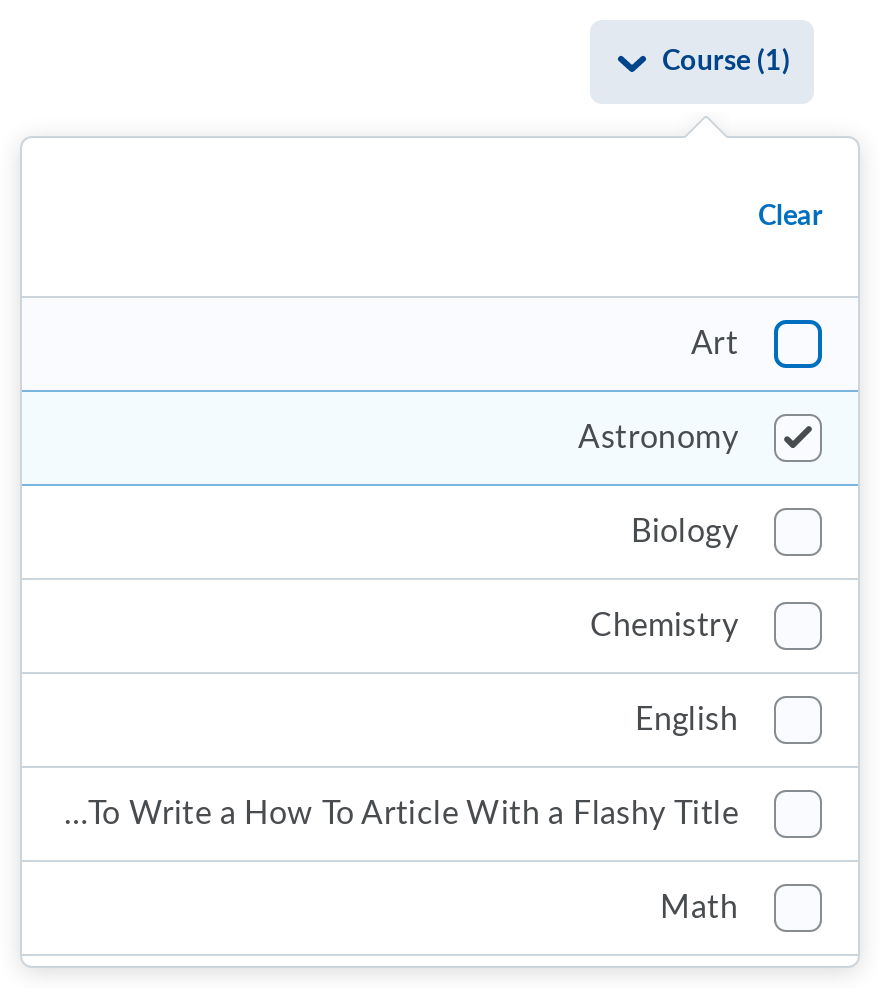 Course (1)
Clear
Art
Astronomy
Biology
Chemistry
English
...To Write a How To Article With a Flashy Title
Math